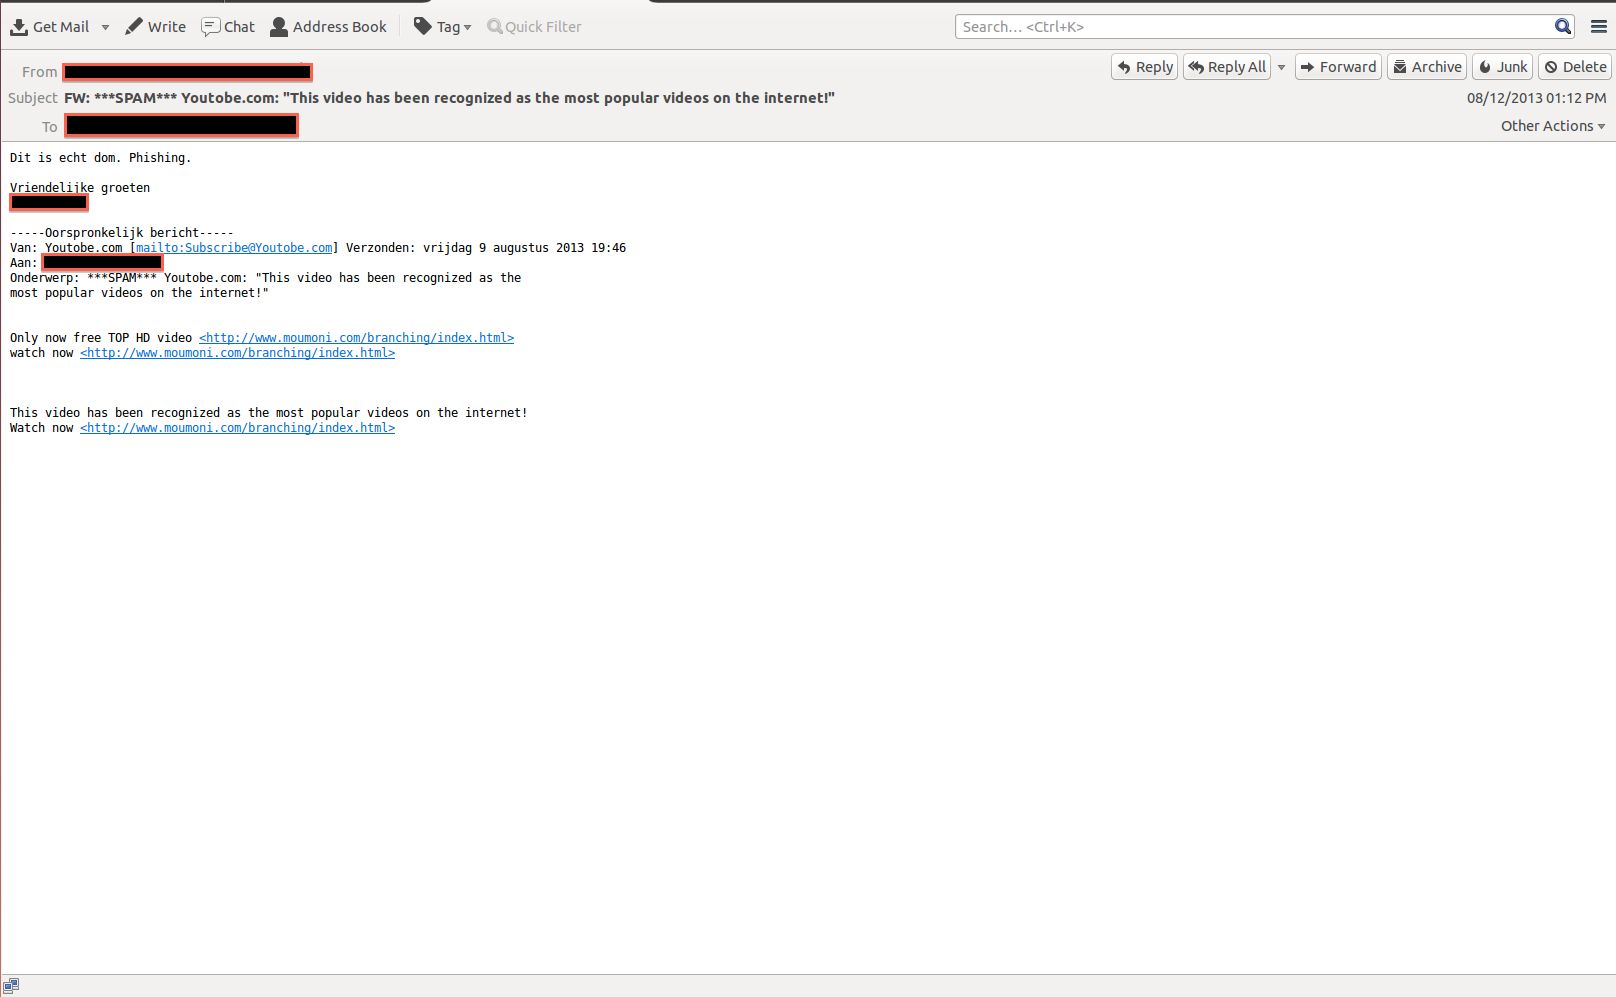 Get Mail Write Chat Address Book Tag Quick Filter Search... <Ctrl+K>
From Reply Reply All Forward Archive Junk Delete
Subject FW: ***SPAM*** Youtobe.com: "This video has been recognized as the most popular videos on the internet!" 08/12/2013 01:12 PM
To Other Actions
Dit is echt dom. Phishing.
Vriendelijke groeten
-----Oorspronkelijk bericht-----
Van: Youtobe.com [mailto:Subscribe@Youtobe.com] Verzonden: vrijdag 9 augustus 2013 19:46
Aan:
Onderwerp: ***SPAM*** Youtobe.com: "This video has been recognized as the
most popular videos on the internet!"
Only now free TOP HD video <http://www.moumoni.com/branching/index.html>
watch now <http://www.moumoni.com/branching/index.html>
This video has been recognized as the most popular videos on the internet!
Watch now <http://www.moumoni.com/branching/index.html>